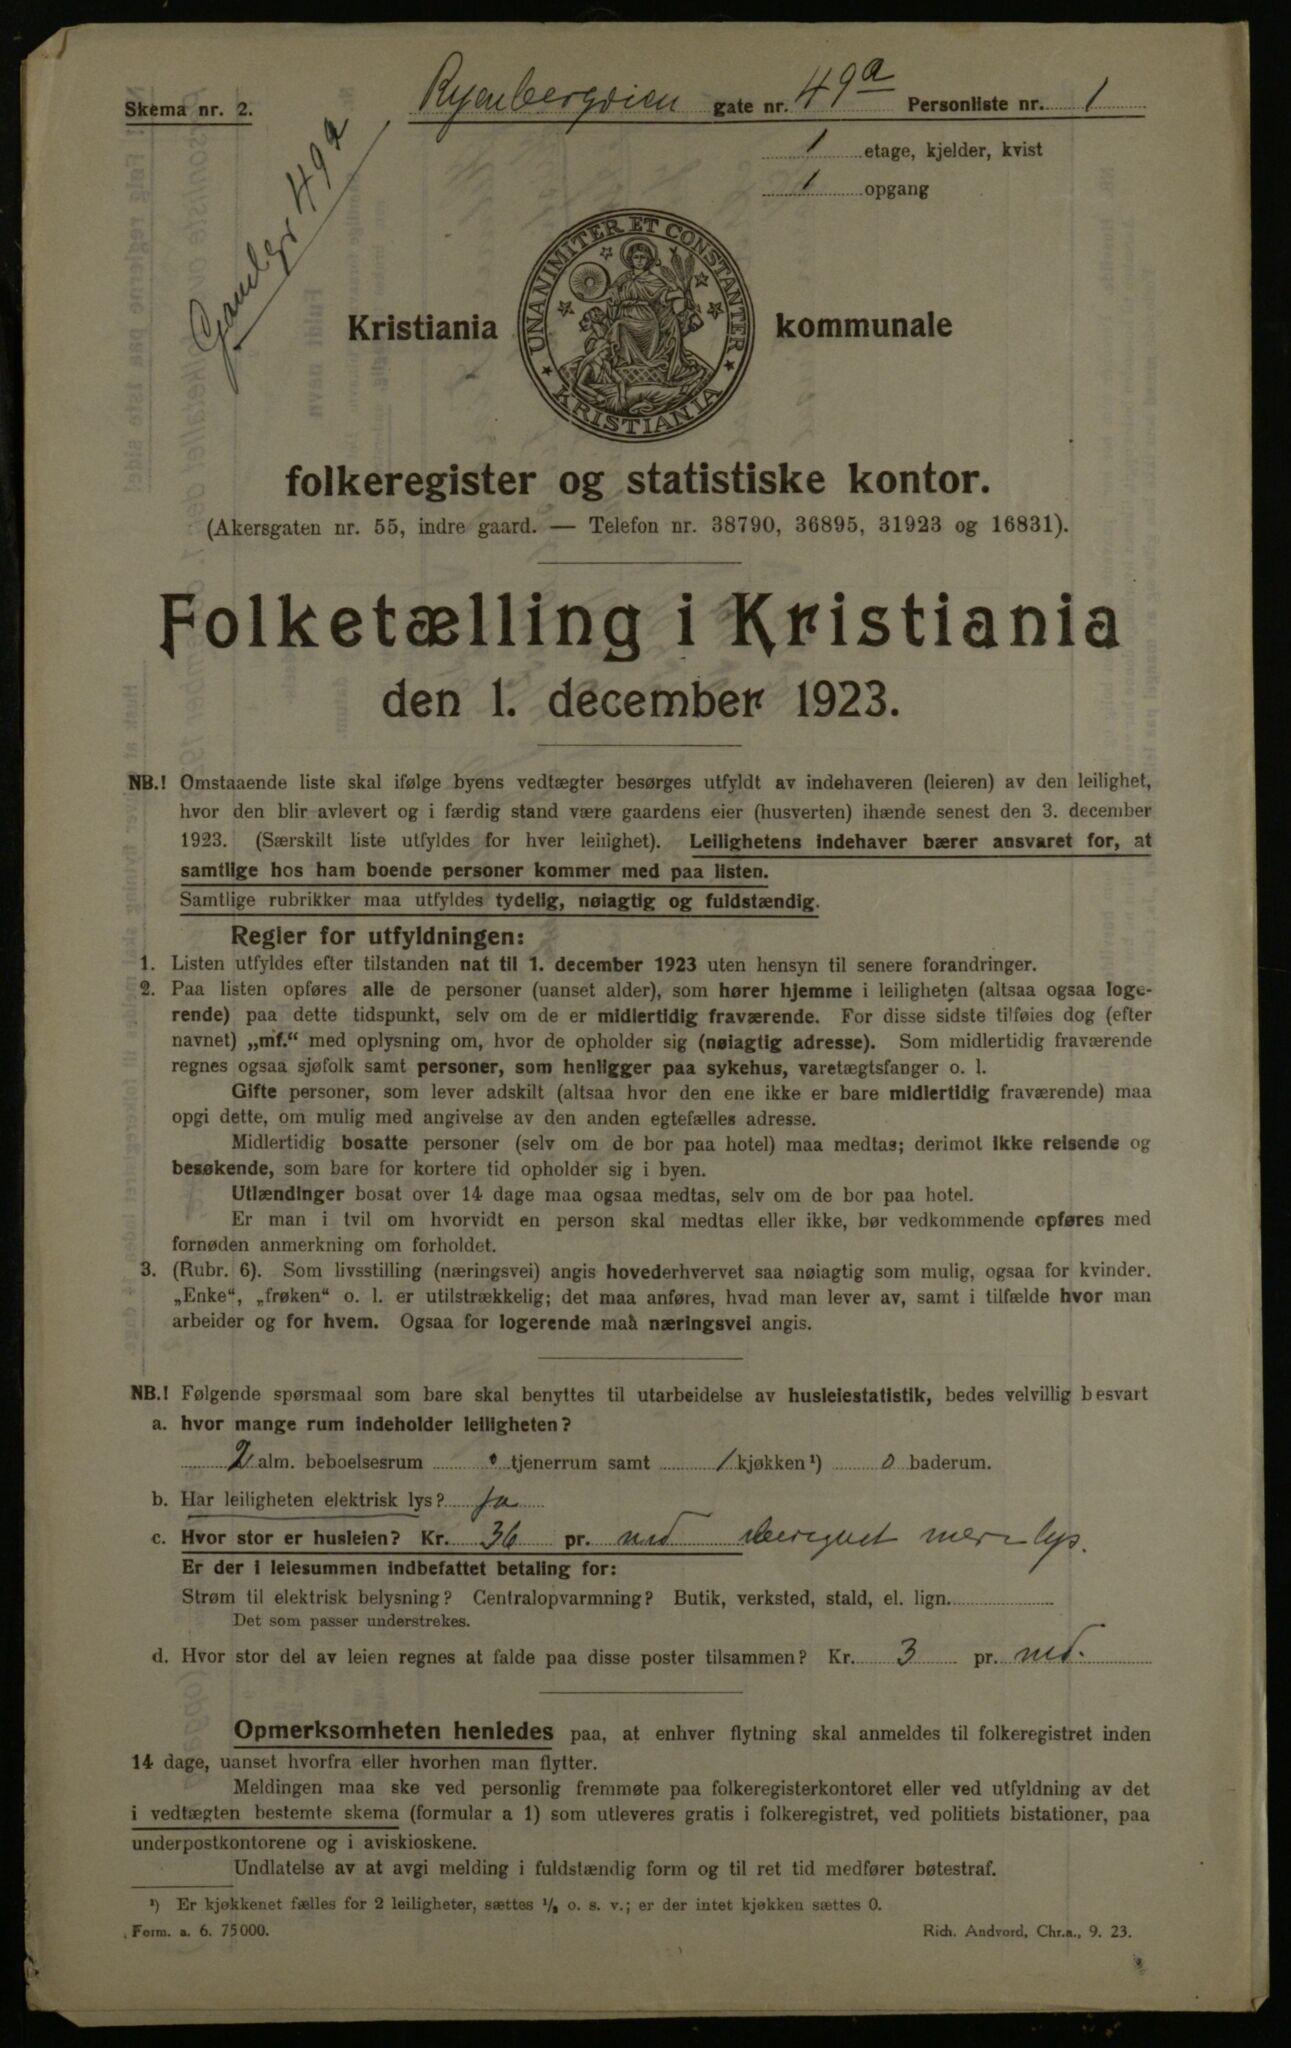 Skema nr. 2.
Ryenbergveien gate nr. 49a Personliste nr. 1
1 etage, kjelder, kvist
1 opgang
49a
UNANIMITER ET CONSTANTER
KRISTIANIA
Kristiania kommunale
folkeregister og statistiske kontor.
(Akersgaten nr. 55, indre gaard. — Telefon nr. 38790, 36895, 31923 og 16831).
Folketælling i Kristiania
den 1. december 1923.
NB.! Omstaaende liste skal ifølge byens vedtægter besørges utfyldt av indehaveren (leieren) av den leilighet,
hvor den blir avlevert og i færdig stand være gaardens eier (husverten) ihænde senest den 3. december
1923. (Særskilt liste utfyldes for hver leilighet). Leilighetens indehaver bærer ansvaret for, at
samtlige hos ham boende personer kommer med paa listen.
Samtlige rubrikker maa utfyldes tydelig, nøiagtig og fuldstændig.
Regler for utfyldningen:
1. Listen utfyldes efter tilstanden nat til 1. december 1923 uten hensyn til senere forandringer.
2. Paa listen opføres alle de personer (uanset alder), som hører hjemme i leiligheten (altsaa ogsaa loge-
rende) paa dette tidspunkt, selv om de er midlertidig fraværende. For disse sidste tilføies dog (efter
navnet) „mf.“ med oplysning om, hvor de opholder sig (nøiagtig adresse). Som midlertidig fraværende
regnes ogsaa sjøfolk samt personer, som henligger paa sykehus, varetægtsfanger o. l.
Gifte personer, som lever adskilt (altsaa hvor den ene ikke er bare midlertidig fraværende) maa
opgi dette, om mulig med angivelse av den anden egtefælles adresse.
Midlertidig bosatte personer (selv om de bor paa hotel) maa medtas; derimot ikke reisende og
besøkende, som bare for kortere tid opholder sig i byen.
Utlændinger bosat over 14 dage maa ogsaa medtas, selv om de bor paa hotel.
Er man i tvil om hvorvidt en person skal medtas eller ikke, bør vedkommende opføres med
fornøden anmerkning om forholdet.
3. (Rubr. 6). Som livsstilling (næringsvei) angis hovederhvervet saa nøiagtig som mulig, ogsaa for kvinder.
„Enke“, „frøken“ o. l. er utilstrækkelig; det maa anføres, hvad man lever av, samt i tilfælde hvor man
arbeider og for hvem. Ogsaa for logerende maa næringsvei angis.
NB.! Følgende spørsmaal som bare skal benyttes til utarbeidelse av husleiestatistik, bedes velvillig besvart
a. hvor mange rum indeholder leiligheten?
2 alm. beboelsesrum 0 tjenerrum samt 1 kjøkken¹) 0 baderum.
b. Har leiligheten elektrisk lys? Ja
c. Hvor stor er husleien? Kr. 36 pr. md beregnet lys.
Er der i leiesummen indbefattet betaling for:
Strøm til elektrisk belysning? Centralopvarmning? Butik, verksted, stald, el. lign.
Det som passer understrekes.
d. Hvor stor del av leien regnes at falde paa disse poster tilsammen? Kr. 3 pr. md.
Opmerksomheten henledes paa, at enhver flytning skal anmeldes til folkeregistret inden
14 dage, uanset hvorfra eller hvorhen man flytter.
Meldingen maa ske ved personlig fremmøte paa folkeregisterkontoret eller ved utfyldning av det
i vedtægten bestemte skema (formular a 1) som utleveres gratis i folkeregistret, ved politiets bistationer, paa
underpostkontorene og i aviskioskene.
Undlatelse av at avgi melding i fuldstændig form og til ret tid medfører bøtestraf.
¹) Er kjøkkenet fælles for 2 leiligheter, sættes ½ o. s. v.; er der intet kjøkken sættes 0.
Form. a. 6. 75000.
Rich. Andvord, Chr.a., 9. 23.